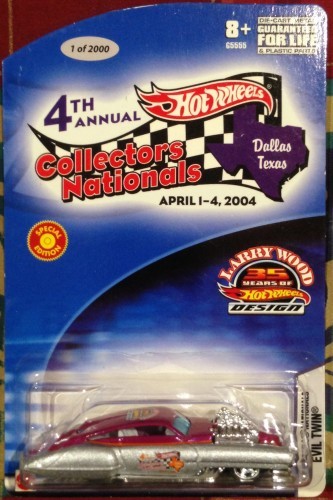 1 of 2000
8+
G5555
DIE-CAST METAL
GUARANTEED
FOR LIFE
& PLASTIC PARTS
4TH
ANNUAL
Hot Wheels
Collectors
Nationals
Dallas
Texas
APRIL 1-4, 2004
SPECIAL
EDITION
LARRY WOOD
35
YEARS OF
Hot Wheels
DESIGN
EVIL TWIN